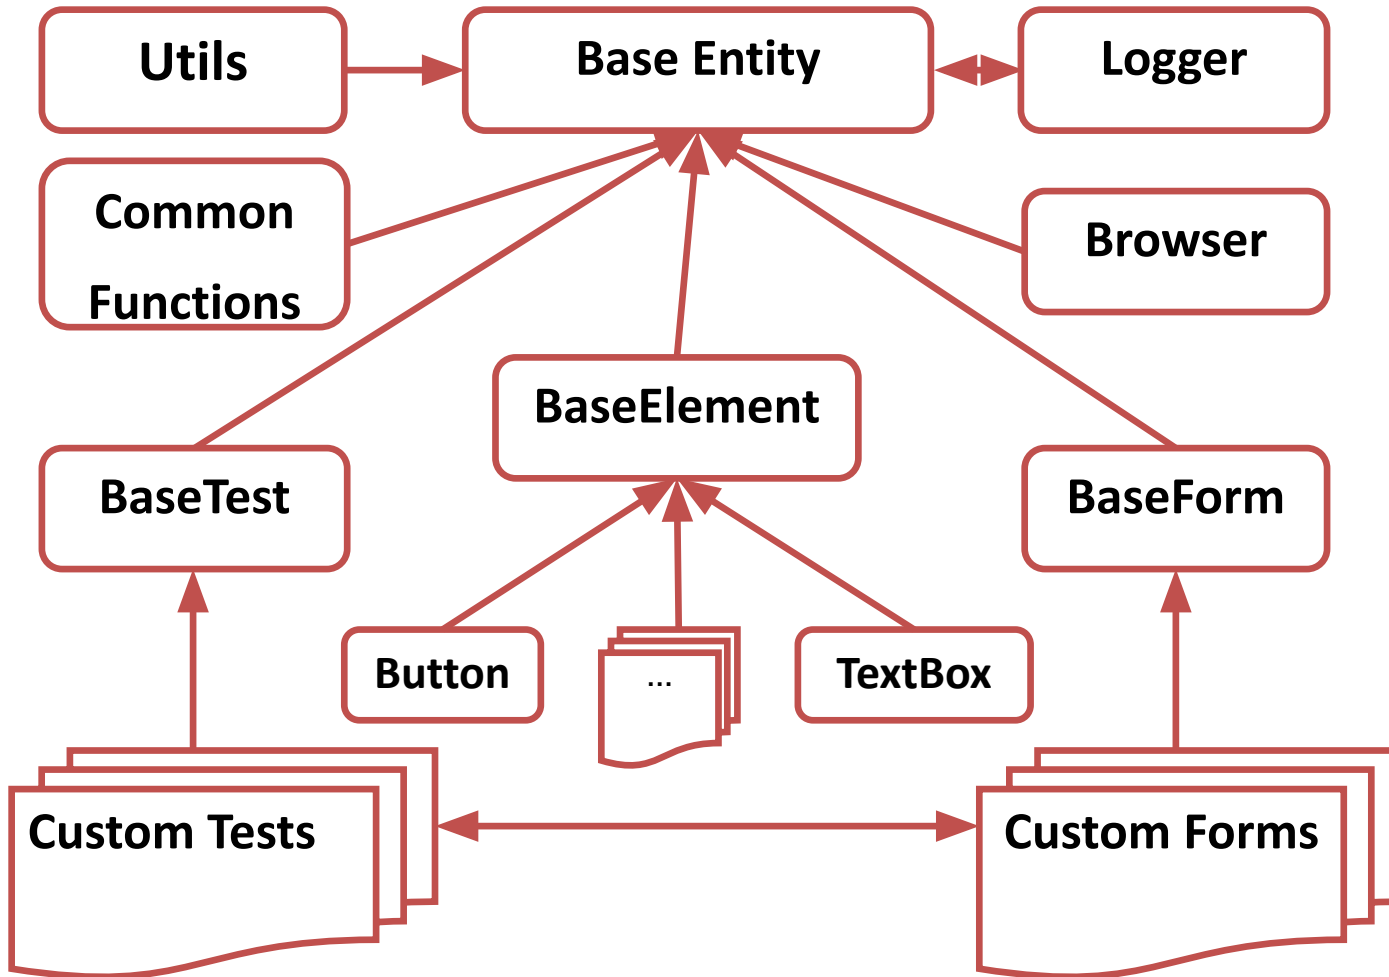 Utils
Base Entity
Logger
Common
Functions
Browser
BaseElement
BaseTest
BaseForm
Button
...
TextBox
Custom Tests
Custom Forms